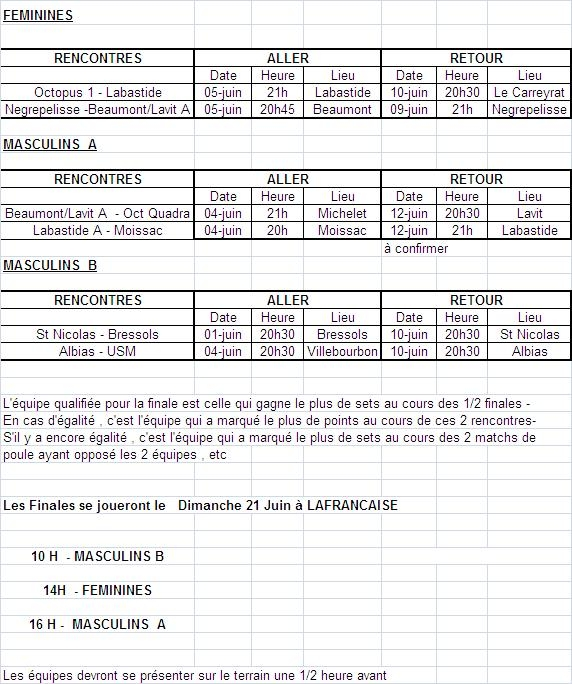 FEMININES
RENCONTRES ALLER RETOUR
Date Heure Lieu Date Heure Lieu
Octopus 1 - Labastide 05-juin 21h Labastide 10-juin 20h30 Le Carreyrat
Negrepelisse -Beaumont/Lavit A 05-juin 20h45 Beaumont 09-juin 21h Negrepelisse
MASCULINS A
RENCONTRES ALLER RETOUR
Date Heure Lieu Date Heure Lieu
Beaumont/Lavit A - Oct Quadra 04-juin 21h Michelet 12-juin 20h30 Lavit
Labastide A - Moissac 04-juin 20h Moissac 12-juin 21h Labastide
à confirmer
MASCULINS B
RENCONTRES ALLER RETOUR
Date Heure Lieu Date Heure Lieu
St Nicolas - Bressols 01-juin 20h30 Bressols 10-juin 20h30 St Nicolas
Albias - USM 04-juin 20h30 Villebourbon 10-juin 20h30 Albias
L'équipe qualifiée pour la finale est celle qui gagne le plus de sets au cours des 1/2 finales -
En cas d'égalité , c'est l'équipe qui a marqué le plus de points au cours de ces 2 rencontres-
S'il y a encore égalité , c'est l'équipe qui a marqué le plus de sets au cours des 2 matchs de
poule ayant opposé les 2 équipes , etc
Les Finales se joueront le Dimanche 21 Juin à LAFRANCAISE
10 H - MASCULINS B
14H - FEMININES
16 H - MASCULINS A
Les équipes devront se présenter sur le terrain une 1/2 heure avant